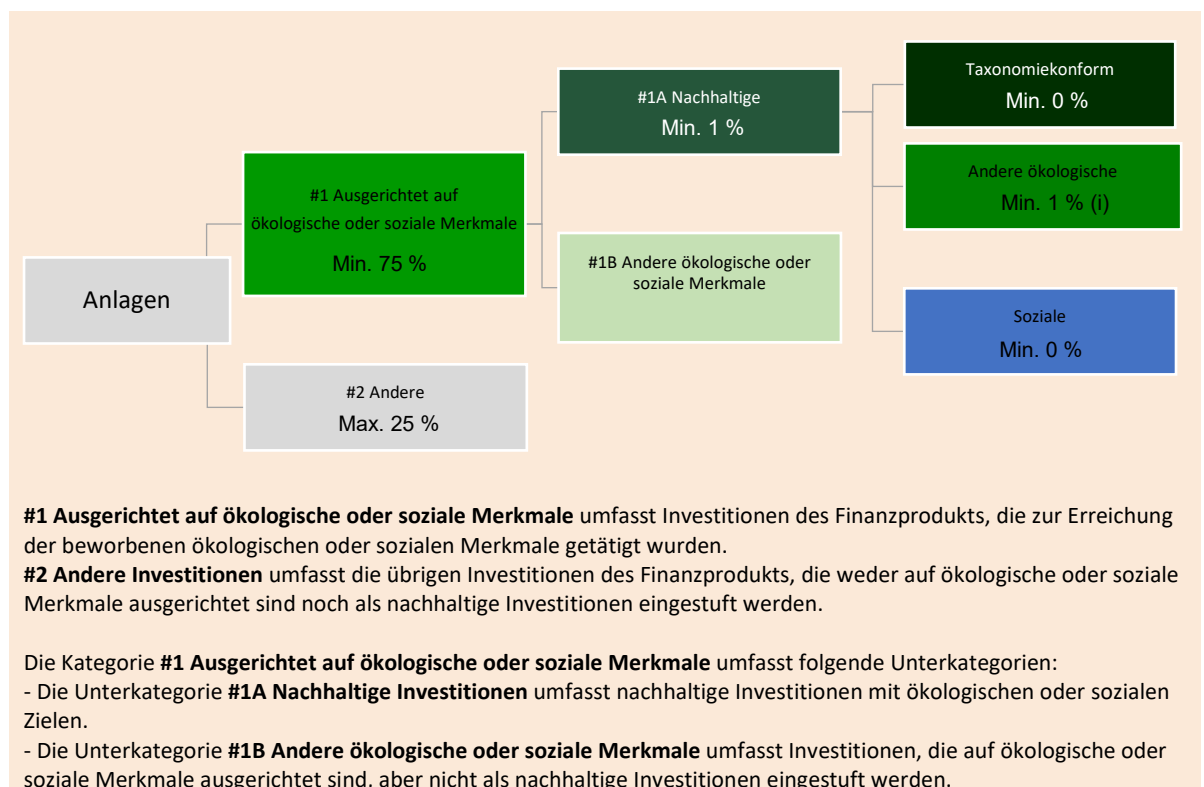 Anlagen
#1 Ausgerichtet auf
ökologische oder soziale Merkmale
Min. 75 %
#2 Andere
Max. 25 %
#1A Nachhaltige
Min. 1 %
#1B Andere ökologische oder
soziale Merkmale
Taxonomiekonform
Min. 0 %
Andere ökologische
Min. 1 % (i)
Soziale
Min. 0 %
#1 Ausgerichtet auf ökologische oder soziale Merkmale umfasst Investitionen des Finanzprodukts, die zur Erreichung
der beworbenen ökologischen oder sozialen Merkmale getätigt wurden.
#2 Andere Investitionen umfasst die übrigen Investitionen des Finanzprodukts, die weder auf ökologische oder soziale
Merkmale ausgerichtet sind noch als nachhaltige Investitionen eingestuft werden.
Die Kategorie #1 Ausgerichtet auf ökologische oder soziale Merkmale umfasst folgende Unterkategorien:
- Die Unterkategorie #1A Nachhaltige Investitionen umfasst nachhaltige Investitionen mit ökologischen oder sozialen
Zielen.
- Die Unterkategorie #1B Andere ökologische oder soziale Merkmale umfasst Investitionen, die auf ökologische oder
soziale Merkmale ausgerichtet sind, aber nicht als nachhaltige Investitionen eingestuft werden.